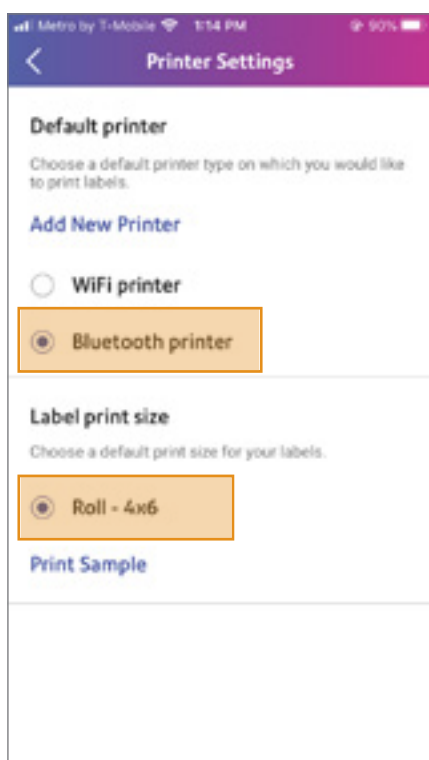 Metro by T-Mobile 1:14 PM 90%
Printer Settings
Default printer
Choose a default printer type on which you would like
to print labels.
Add New Printer
WiFi printer
Bluetooth printer
Label print size
Choose a default print size for your labels.
Roll - 4x6
Print Sample